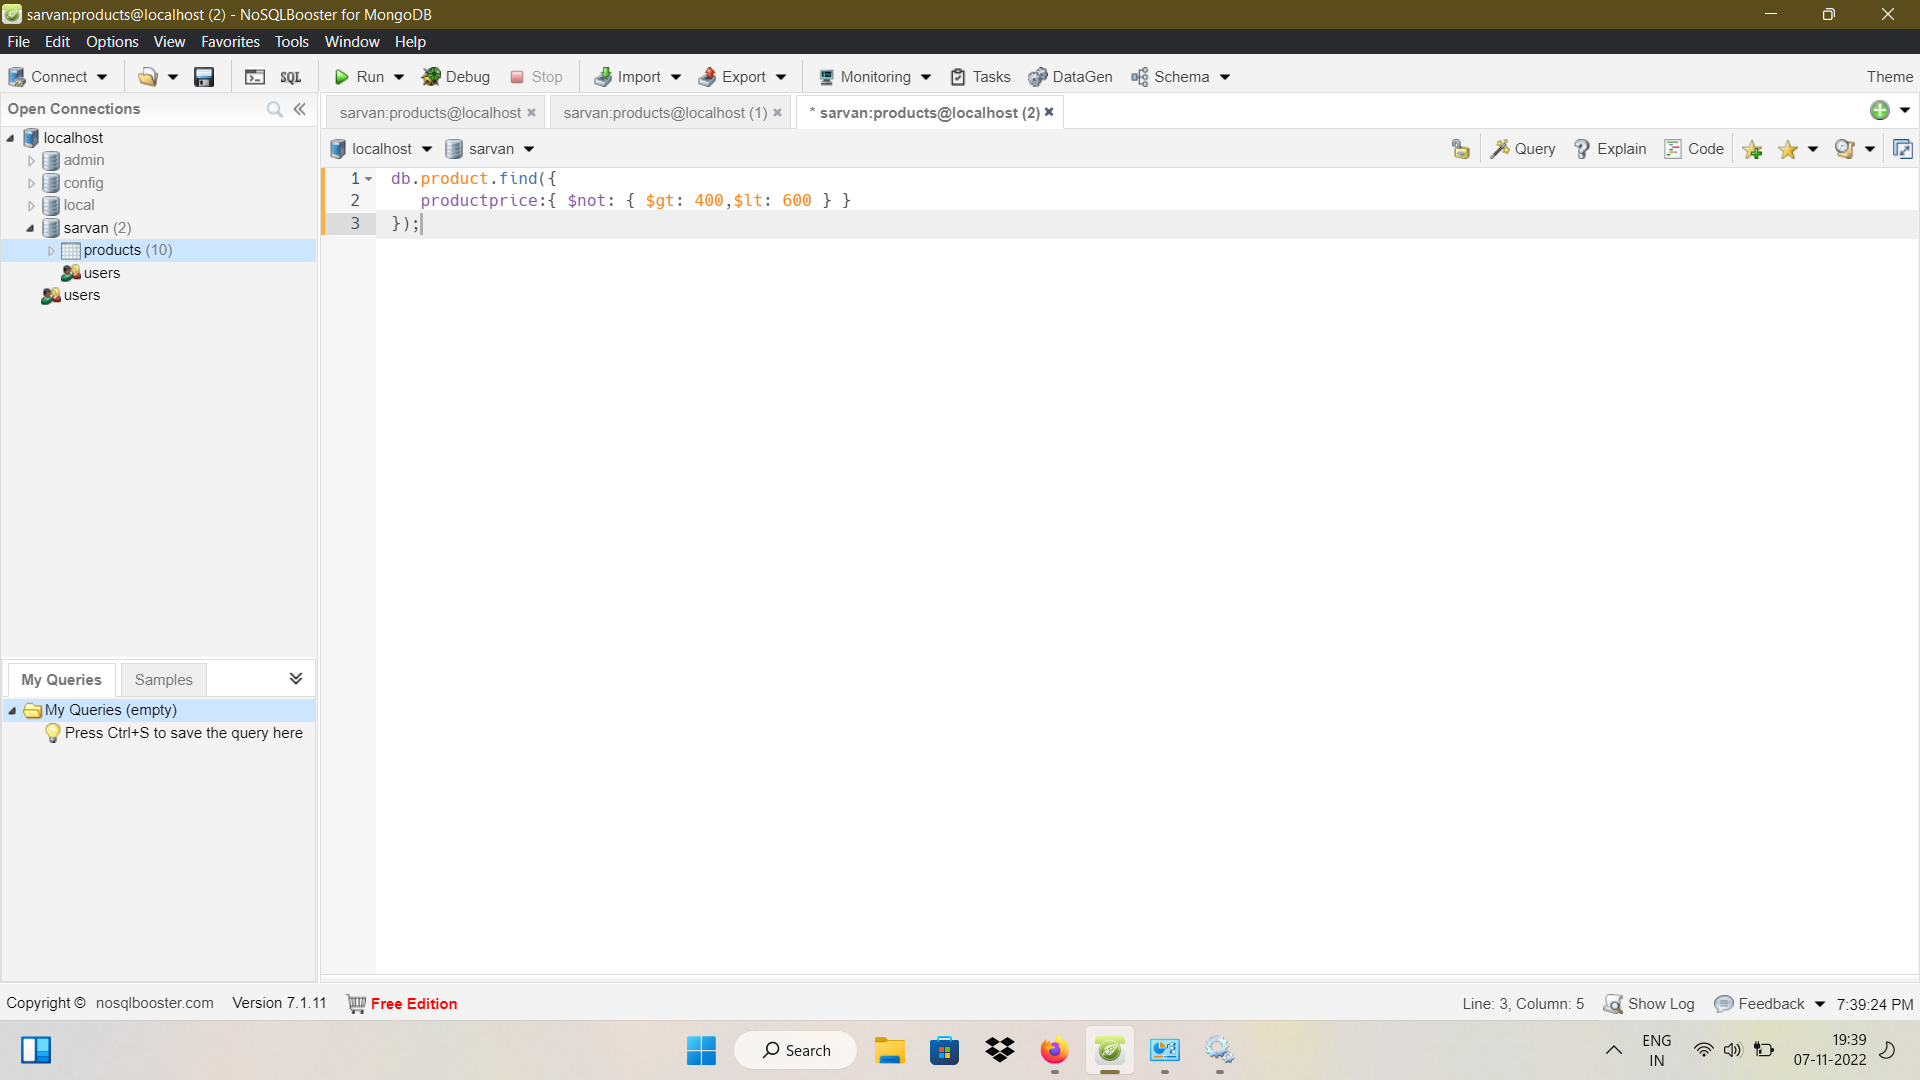 sarvan:products@localhost (2) - NoSQLBooster for MongoDB
File Edit Options View Favorites Tools Window Help
Connect SQL Run Debug Stop Import Export Monitoring Tasks DataGen Schema Theme
Open Connections
sarvan:products@localhost sarvan:products@localhost (1) * sarvan:products@localhost (2)
localhost sarvan Query Explain Code
localhost
admin
config
local
sarvan (2)
products (10)
users
users
1 db.product.find({
2 productprice:{ $not: { $gt: 400,$lt: 600 } }
3 });
My Queries Samples
My Queries (empty)
Press Ctrl+S to save the query here
Copyright © nosqlbooster.com Version 7.1.11 Free Edition Line: 3, Column: 5 Show Log Feedback 7:39:24 PM
Search
ENG
IN
19:39
07-11-2022